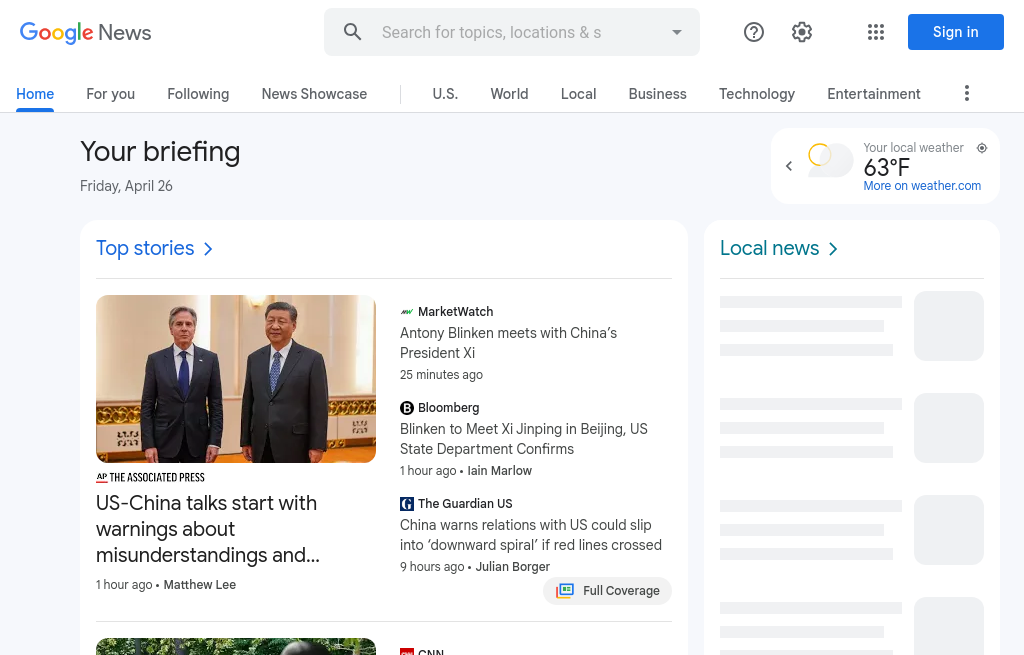 Google News
Search for topics, locations & s
Sign in
Home
For you
Following
News Showcase
U.S.
World
Local
Business
Technology
Entertainment
Your briefing
Friday, April 26
Your local weather
63°F
More on weather.com
Top stories
Local news
AP THE ASSOCIATED PRESS
US-China talks start with
warnings about
misunderstandings and...
1 hour ago • Matthew Lee
MarketWatch
Antony Blinken meets with China’s
President Xi
25 minutes ago
B Bloomberg
Blinken to Meet Xi Jinping in Beijing, US
State Department Confirms
1 hour ago • Iain Marlow
G The Guardian US
China warns relations with US could slip
into ‘downward spiral’ if red lines crossed
9 hours ago • Julian Borger
Full Coverage
CNN